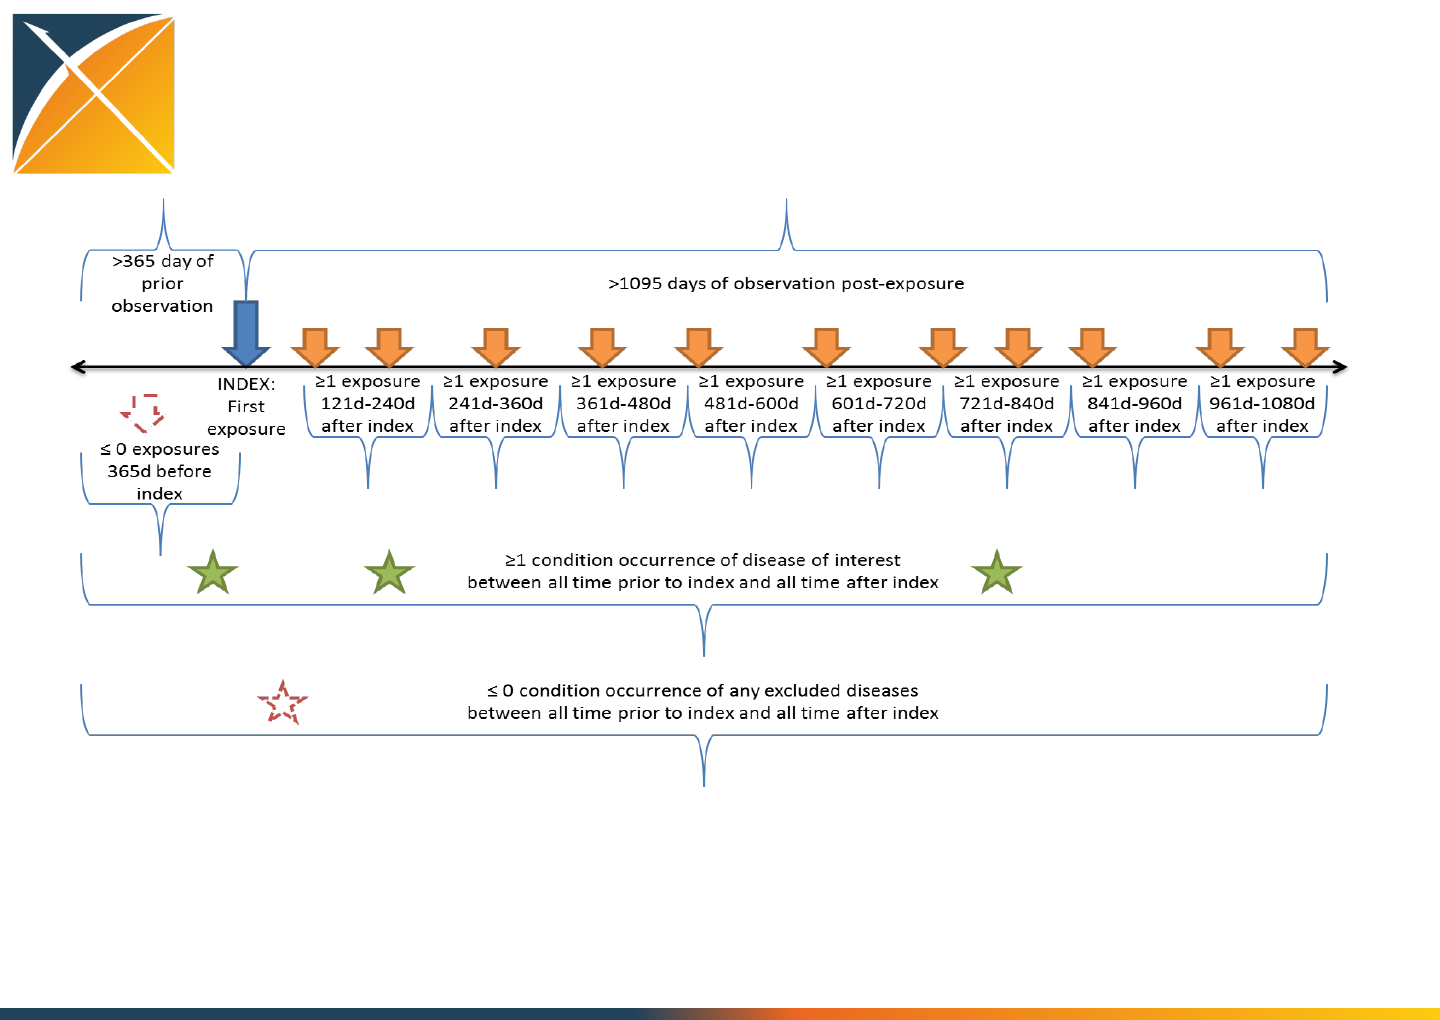 >365 day of
prior
observation
>1095 days of observation post-exposure
INDEX:
First
exposure
≥1 exposure
121d-240d
after index
≥1 exposure
241d-360d
after index
≥1 exposure
361d-480d
after index
≥1 exposure
481d-600d
after index
≥1 exposure
601d-720d
after index
≥1 exposure
721d-840d
after index
≥1 exposure
841d-960d
after index
≥1 exposure
961d-1080d
after index
≤ 0 exposures
365d before
index
≥1 condition occurrence of disease of interest
between all time prior to index and all time after index
≤ 0 condition occurrence of any excluded diseases
between all time prior to index and all time after index